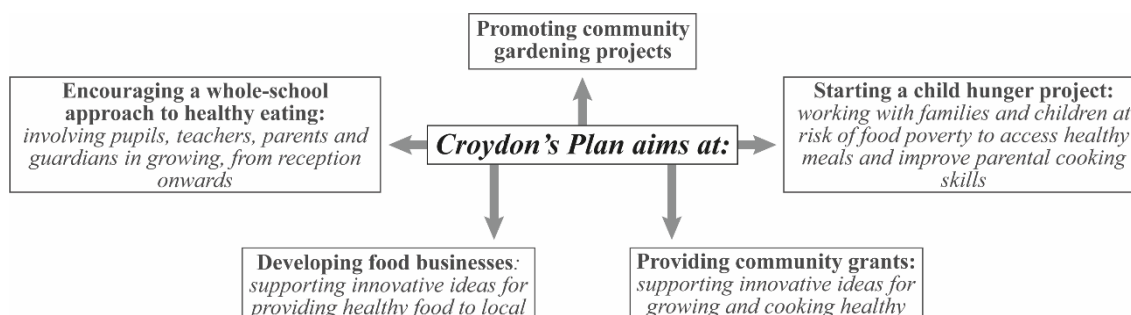 Promoting community
gardening projects
Encouraging a whole-school
approach to healthy eating:
involving pupils, teachers, parents and
guardians in growing, from reception
onwards
Croydon's Plan aims at:
Starting a child hunger project:
working with families and children at
risk of food poverty to access healthy
meals and improve parental cooking
skills
Developing food businesses:
supporting innovative ideas for
providing healthy food to local
Providing community grants:
supporting innovative ideas for
growing and cooking healthy